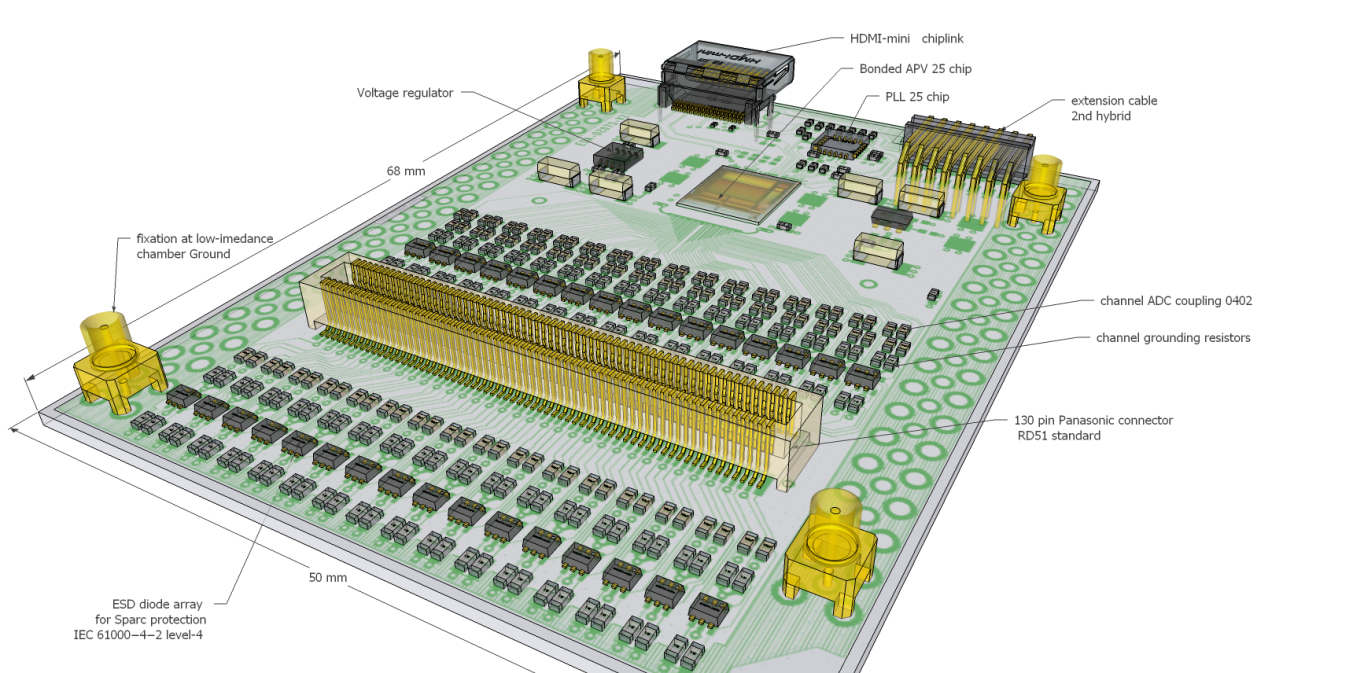 HDMI-mini chiplink
Bonded APV 25 chip
Voltage regulator
PLL 25 chip
extension cable
2nd hybrid
68 mm
fixation at low-imedance
chamber Ground
channel ADC coupling 0402
channel grounding resistors
130 pin Panasonic connector
RD51 standard
50 mm
ESD diode array
for Sparc protection
IEC 61000-4-2 level-4